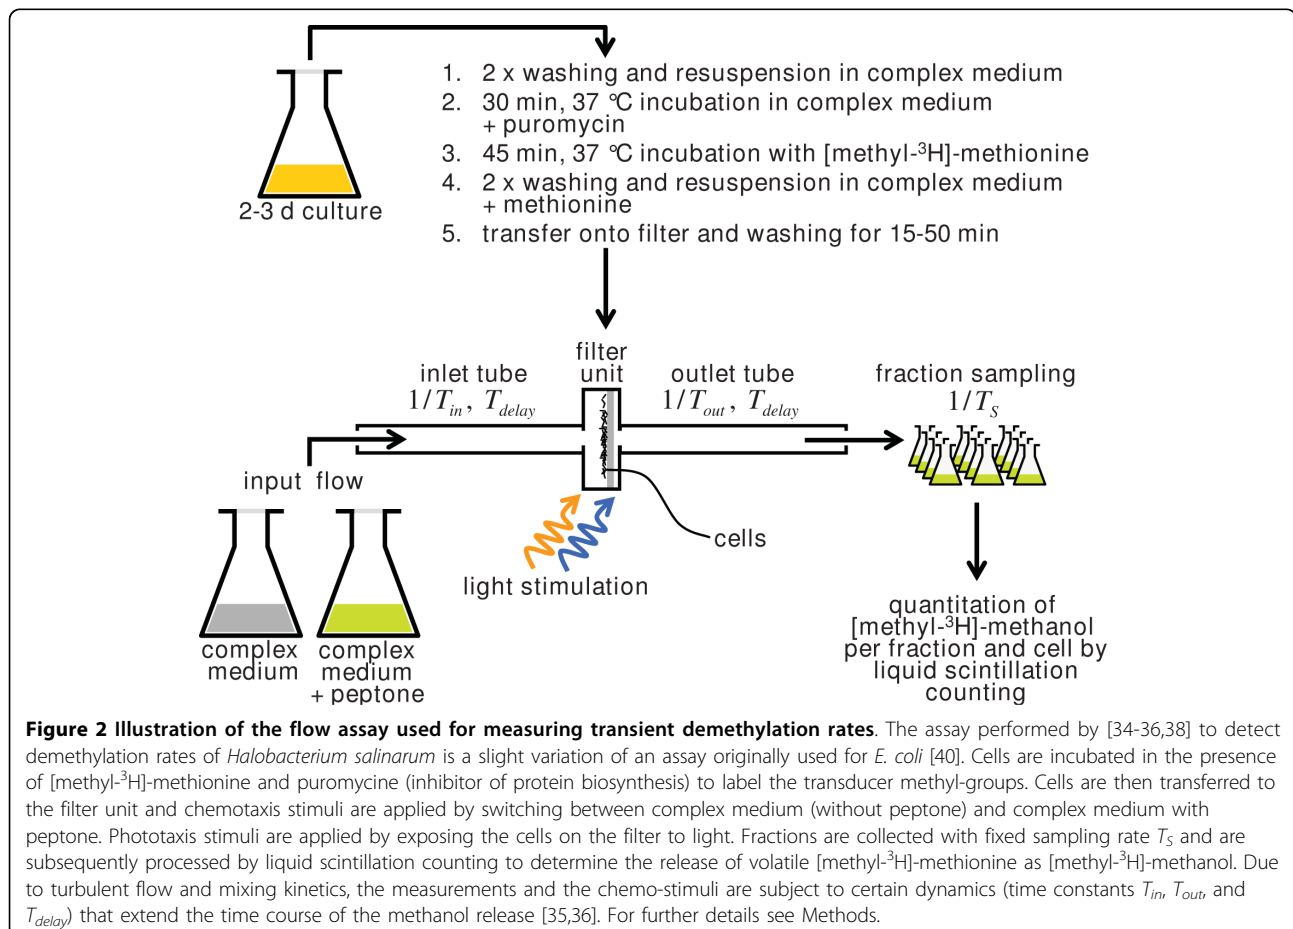 1. 2 x washing and resuspension in complex medium
2. 30 min, 37 °C incubation in complex medium
+ puromycin
3. 45 min, 37 °C incubation with [methyl-³H]-methionine
4. 2 x washing and resuspension in complex medium
+ methionine
5. transfer onto filter and washing for 15-50 min
2-3 d culture
filter
unit
inlet tube
1/T_in, T_delay
outlet tube
1/T_out, T_delay
fraction sampling
1/T_S
input flow
cells
light stimulation
complex
medium
complex
medium
+ peptone
quantitation of
[methyl-³H]-methanol
per fraction and cell by
liquid scintillation
counting
Figure 2 Illustration of the flow assay used for measuring transient demethylation rates. The assay performed by [34-36,38] to detect
demethylation rates of Halobacterium salinarum is a slight variation of an assay originally used for E. coli [40]. Cells are incubated in the presence
of [methyl-³H]-methionine and puromycine (inhibitor of protein biosynthesis) to label the transducer methyl-groups. Cells are then transferred to
the filter unit and chemotaxis stimuli are applied by switching between complex medium (without peptone) and complex medium with
peptone. Phototaxis stimuli are applied by exposing the cells on the filter to light. Fractions are collected with fixed sampling rate T_S and are
subsequently processed by liquid scintillation counting to determine the release of volatile [methyl-³H]-methionine as [methyl-³H]-methanol. Due
to turbulent flow and mixing kinetics, the measurements and the chemo-stimuli are subject to certain dynamics (time constants T_in, T_out, and
T_delay) that extend the time course of the methanol release [35,36]. For further details see Methods.